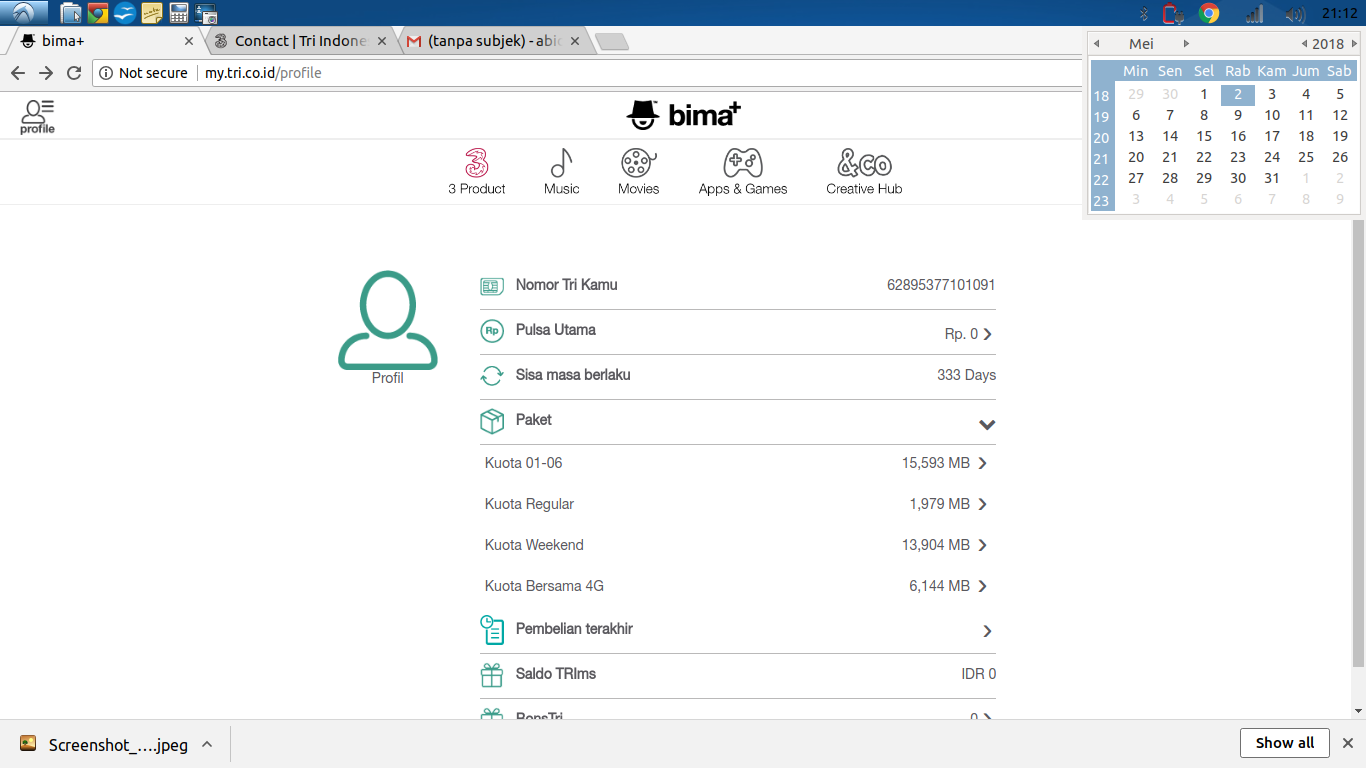 21:12
bima+
Contact | Tri Indone
(tanpa subjek) - abi
Not secure
my.tri.co.id/profile
Mei
2018
Min Sen Sel Rab Kam Jum Sab
18 29 30 1 2 3 4 5
19 6 7 8 9 10 11 12
20 13 14 15 16 17 18 19
21 20 21 22 23 24 25 26
22 27 28 29 30 31 1 2
23 3 4 5 6 7 8 9
profile
bima+
3 Product
Music
Movies
Apps & Games
&co
Creative Hub
Profil
Nomor Tri Kamu 62895377101091
Rp Pulsa Utama Rp. 0
Sisa masa berlaku 333 Days
Paket
Kuota 01-06 15,593 MB
Kuota Regular 1,979 MB
Kuota Weekend 13,904 MB
Kuota Bersama 4G 6,144 MB
Pembelian terakhir
Saldo TRIms IDR 0
BonsTri 0
Screenshot_....jpeg
Show all